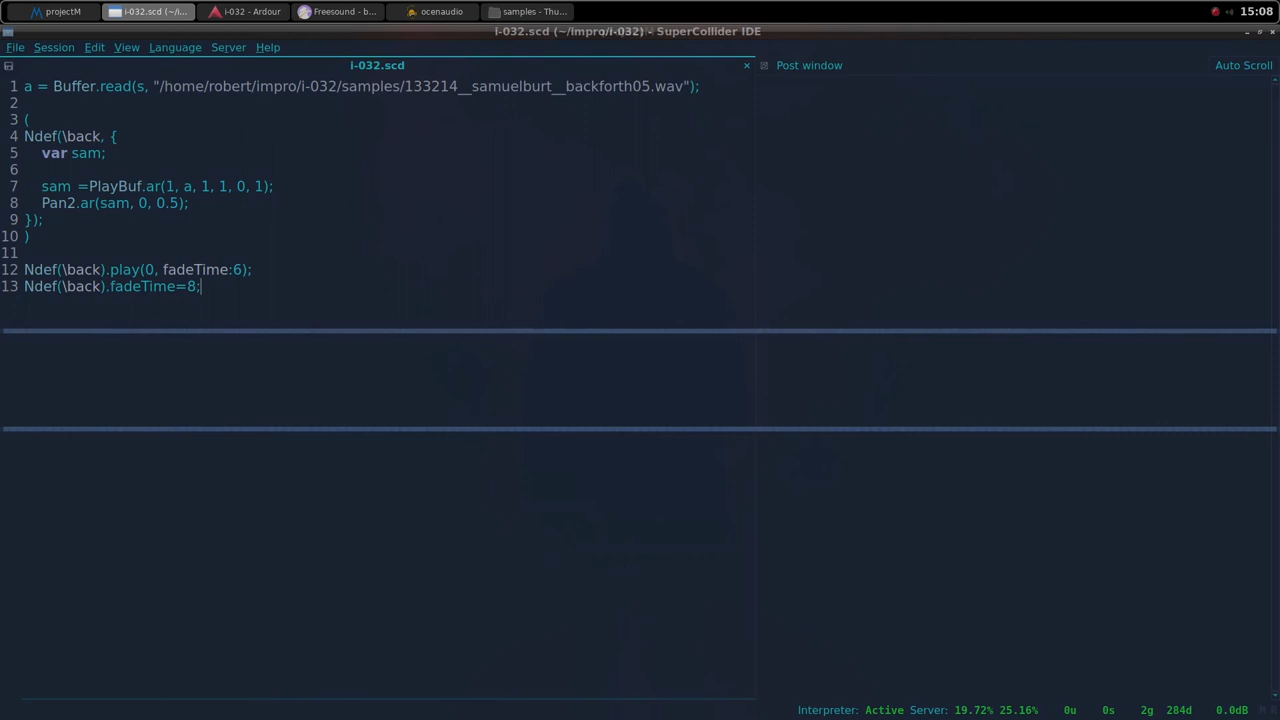 projectM
i-032.scd (~/i...
i-032 - Ardour
Freesound - b...
ocenaudio
samples - Thu...
15:08
i-032.scd (~/impro/i-032) - SuperCollider IDE
File Session Edit View Language Server Help
i-032.scd
Post window
Auto Scroll
1 a = Buffer.read(s, "/home/robert/impro/i-032/samples/133214__samuelburt__backforth05.wav");
2
3 (
4 Ndef(\back, {
5 var sam;
6
7 sam =PlayBuf.ar(1, a, 1, 1, 0, 1);
8 Pan2.ar(sam, 0, 0.5);
9 });
10 )
11
12 Ndef(\back).play(0, fadeTime:6);
13 Ndef(\back).fadeTime=8;
Interpreter: Active Server: 19.72% 25.16% 0u 0s 2g 284d 0.0dB